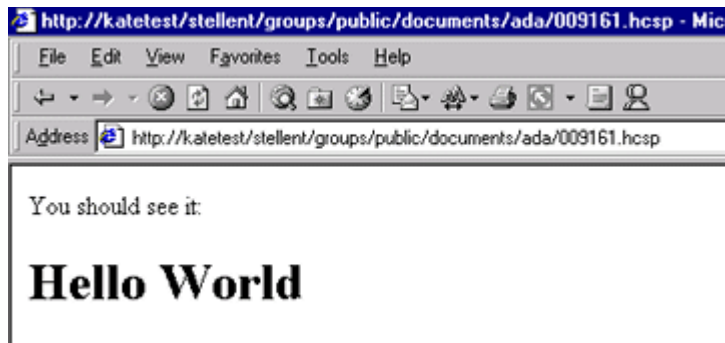 http://katetest/stellent/groups/public/documents/ada/009161.hcsp - Mic
File Edit View Favorites Tools Help
Address http://katetest/stellent/groups/public/documents/ada/009161.hcsp
You should see it:
Hello World